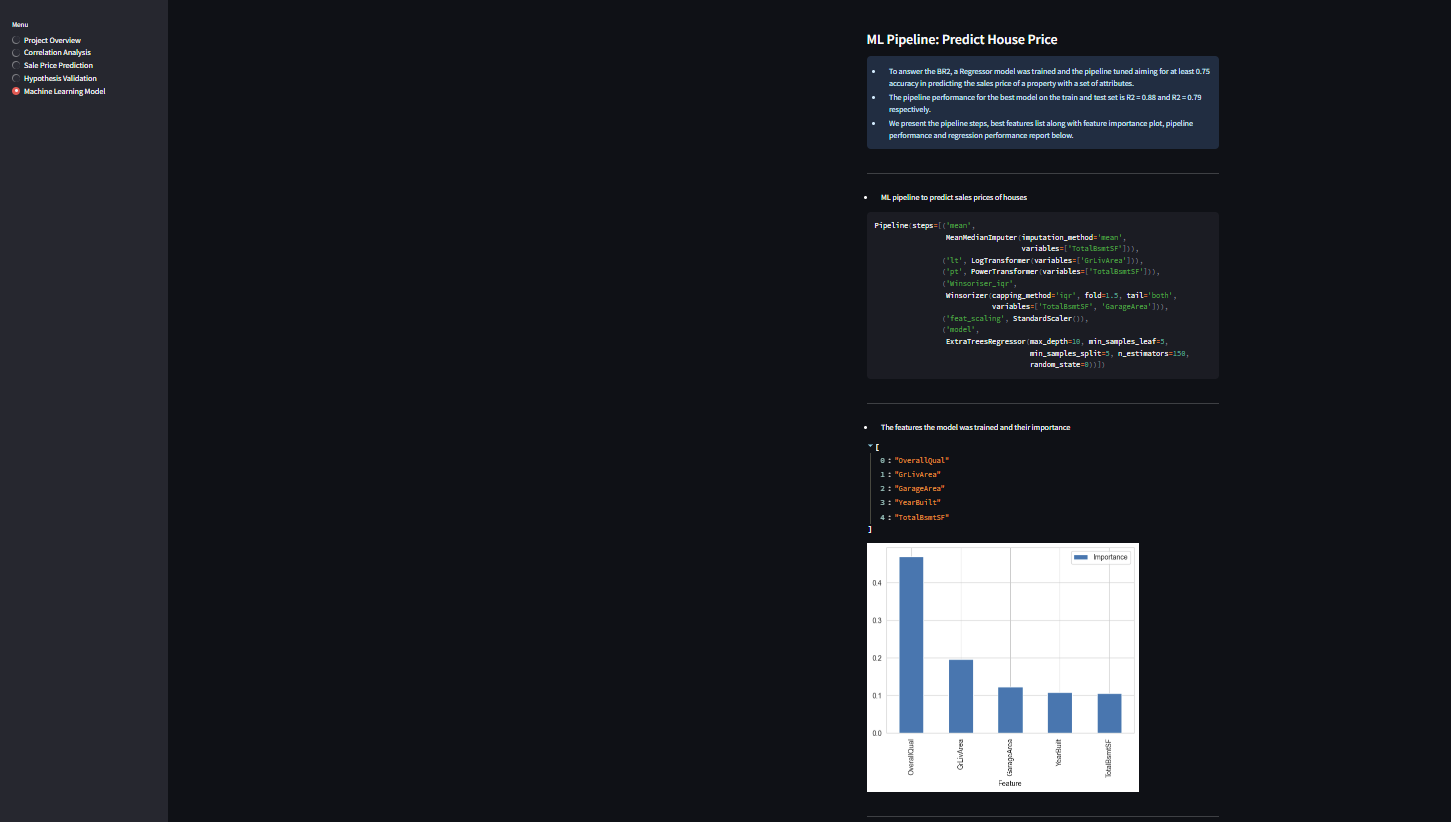 Menu
Project Overview
Correlation Analysis
Sale Price Prediction
Hypothesis Validation
Machine Learning Model
ML Pipeline: Predict House Price
To answer the BR2, a Regressor model was trained and the pipeline tuned aiming for at least 0.75
accuracy in predicting the sales price of a property with a set of attributes.
The pipeline performance for the best model on the train and test set is R2 = 0.88 and R2 = 0.79
respectively.
We present the pipeline steps, best features list along with feature importance plot, pipeline
performance and regression performance report below.
ML pipeline to predict sales prices of houses
Pipeline(steps=[('mean',
MeanMedianImputer(imputation_method='mean',
variables=['TotalBsmtSF'])),
('lt', LogTransformer(variables=['GrLivArea'])),
('pt', PowerTransformer(variables=['TotalBsmtSF'])),
('Winsoriser_iqr',
Winsorizer(capping_method='iqr', fold=1.5, tail='both',
variables=['TotalBsmtSF', 'GarageArea'])),
('feat_scaling', StandardScaler()),
('model',
ExtraTreesRegressor(max_depth=10, min_samples_leaf=5,
min_samples_split=5, n_estimators=150,
random_state=0))])
The features the model was trained and their importance
[
0 : "OverallQual"
1 : "GrLivArea"
2 : "GarageArea"
3 : "YearBuilt"
4 : "TotalBsmtSF"
]
Importance
0.4
0.3
0.2
0.1
0.0
OverallQual
GrLivArea
GarageArea
YearBuilt
TotalBsmtSF
Feature